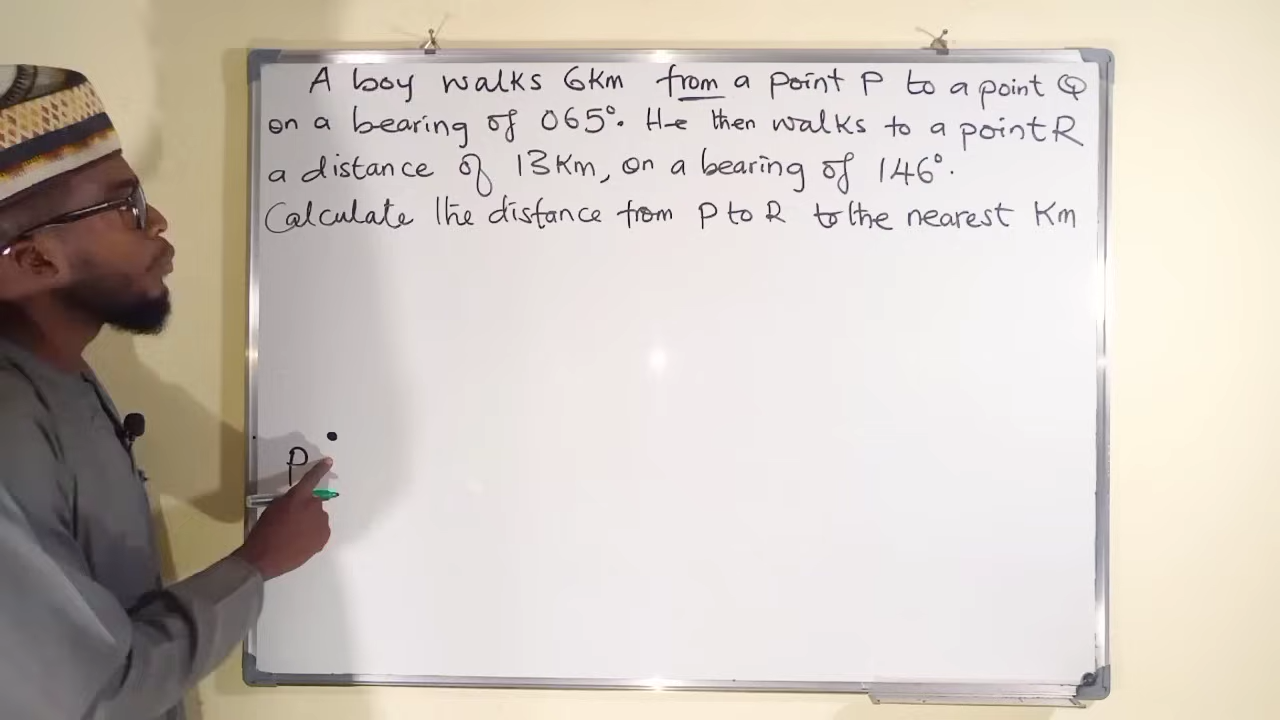 A boy walks 6km from a point P to a point Q
on a bearing of 065°. He then walks to a point R
a distance of 13km, on a bearing of 146°.
Calculate the distance from P to R to the nearest Km
P